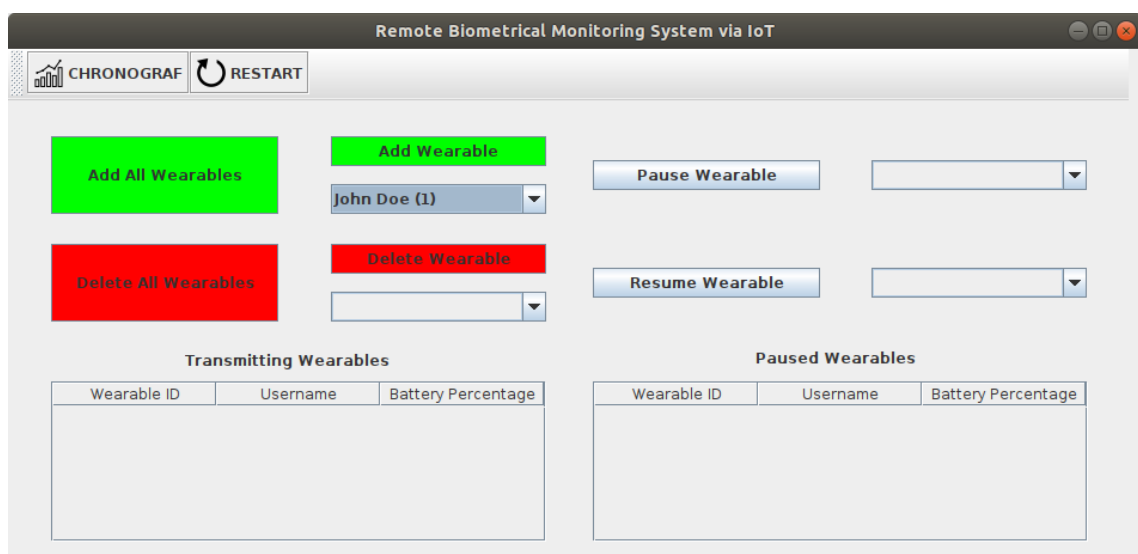 Remote Biometrical Monitoring System via IoT
CHRONOGRAF RESTART
Add All Wearables
Add Wearable
John Doe (1)
Pause Wearable
Delete All Wearables
Delete Wearable
Resume Wearable
Transmitting Wearables
Wearable ID Username Battery Percentage
Paused Wearables
Wearable ID Username Battery Percentage